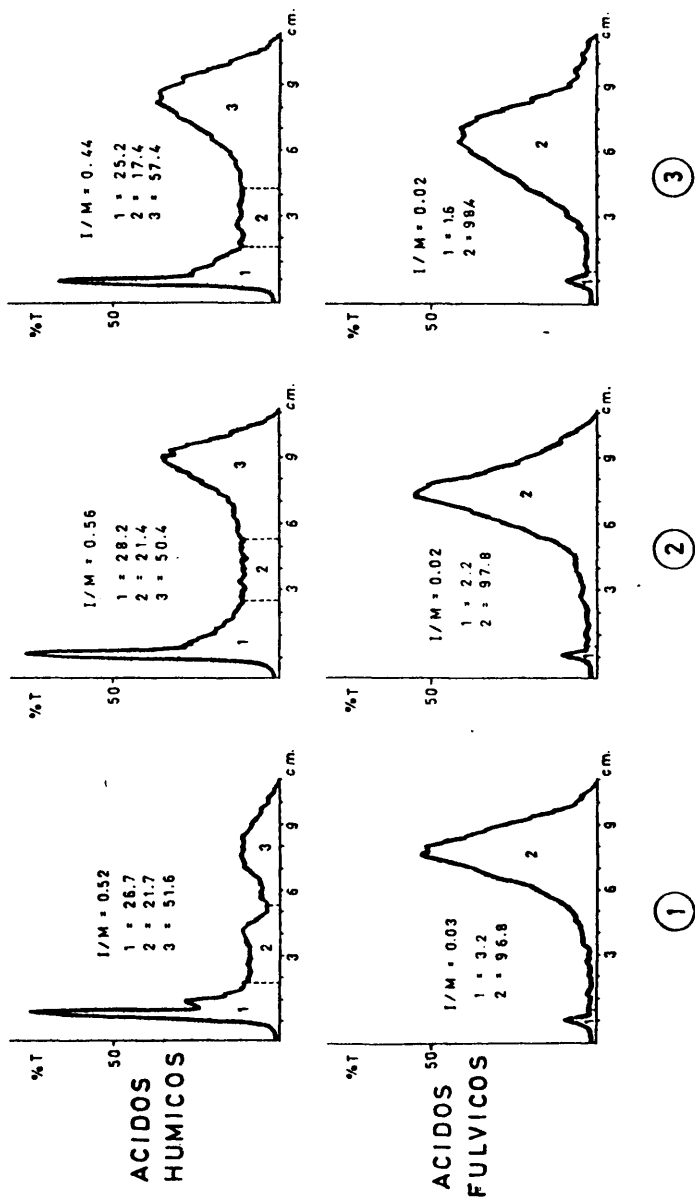 ACIDOS
HUMICOS
%T
50
I/M = 0.52
1 = 26.7
2 = 21.7
3 = 51.6
1
2
3
3
6
9
cm.
%T
50
I/M = 0.56
1 = 28.2
2 = 21.4
3 = 50.4
1
2
3
3
6
9
cm.
%T
50
I/M = 0.44
1 = 25.2
2 = 17.4
3 = 57.4
1
2
3
3
6
9
cm.
ACIDOS
FULVICOS
%T
50
I/M = 0.03
1 = 3.2
2 = 96.8
1
2
3
6
9
cm.
%T
50
I/M = 0.02
1 = 2.2
2 = 97.8
1
2
3
6
9
cm.
%T
50
I/M = 0.02
1 = 1.6
2 = 98.4
1
2
3
6
9
cm.
1
2
3